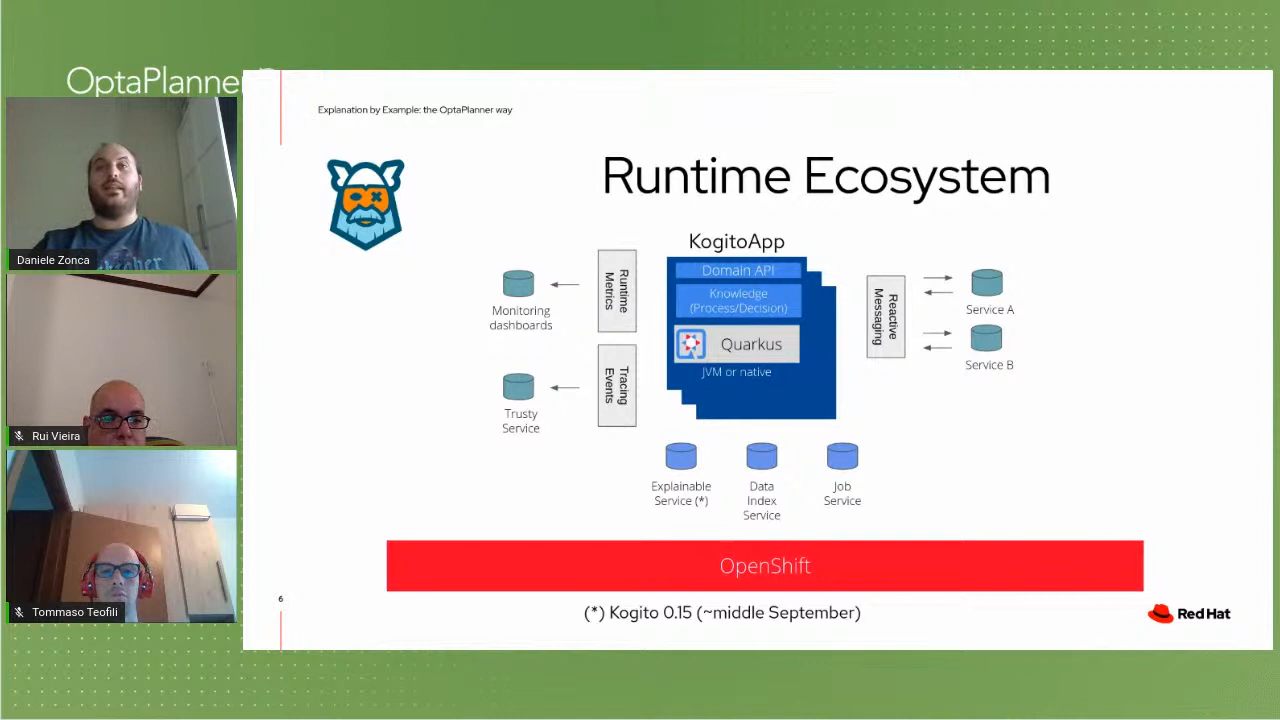 OptaPlanner
Explanation by Example: the OptaPlanner way
Runtime Ecosystem
KogitoApp
Domain API
Knowledge
(Process/Decision)
Quarkus
JVM or native
Runtime
Metrics
Tracing
Events
Monitoring
dashboards
Trusty
Service
Reactive
Messaging
Service A
Service B
Explainable
Service (*)
Data
Index
Service
Job
Service
OpenShift
(*) Kogito 0.15 (~middle September)
6
Red Hat
Daniele Zonca
Rui Vieira
Tommaso Teofili